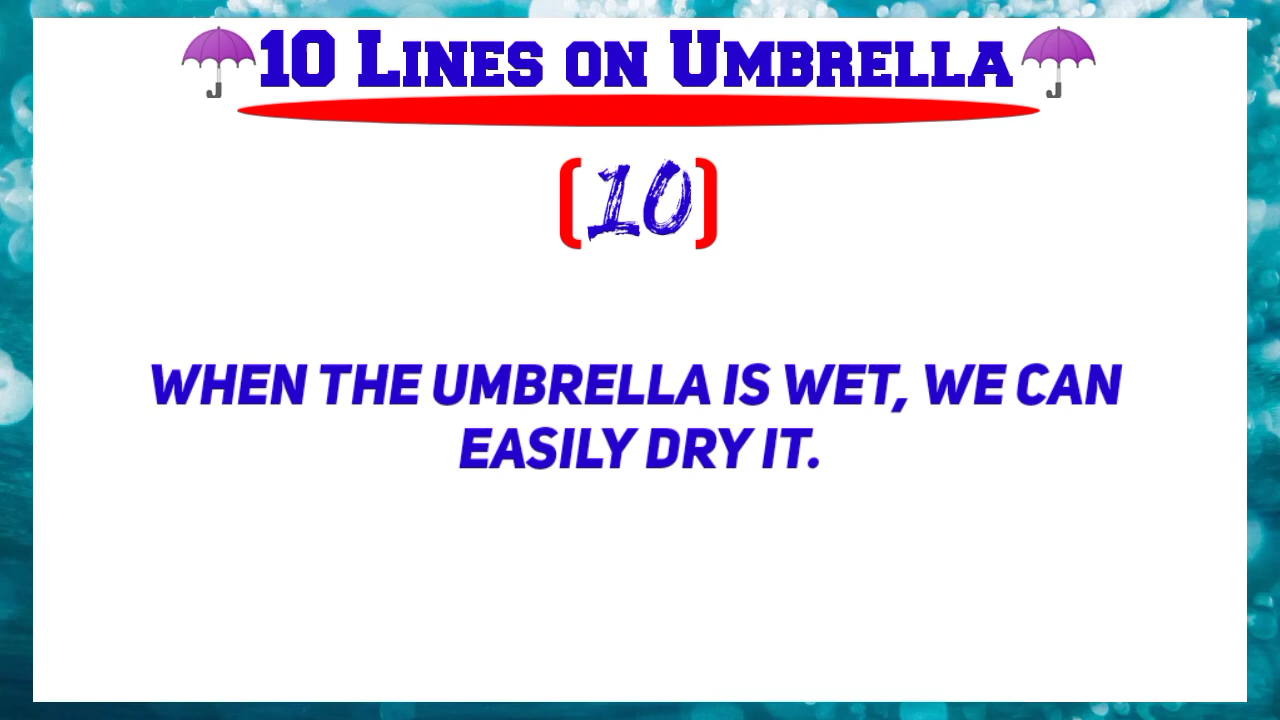 10 Lines on Umbrella
(10)
WHEN THE UMBRELLA IS WET, WE CAN
EASILY DRY IT.